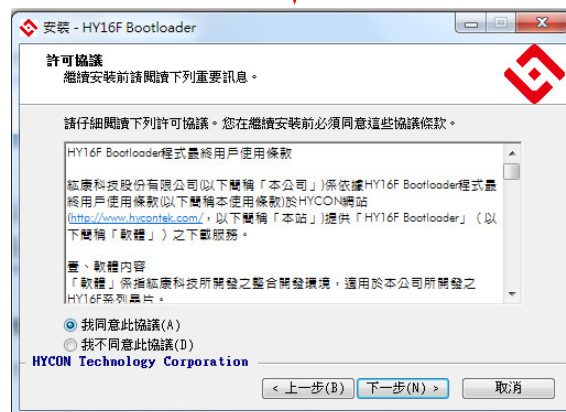 安裝 - HY16F Bootloader
許可協議
繼續安裝前請閱讀下列重要訊息。
請仔細閱讀下列許可協議。您在繼續安裝前必須同意這些協議條款。
HY16F Bootloader程式最終用戶使用條款
紘康科技股份有限公司(以下簡稱「本公司」)係依據HY16F Bootloader程式最
終用戶使用條款(以下簡稱本使用條款)於HYCON網站
(http://www.hycontek.com/，以下簡稱「本站」)提供「HY16F Bootloader」（以
下簡稱「軟體」）之下載服務。
壹、軟體內容
「軟體」係指紘康科技所開發之整合開發環境，適用於本公司所開發之
HY16F系列晶片。
我同意此協議(A)
我不同意此協議(D)
HYCON Technology Corporation
< 上一步(B)
下一步(N) >
取消